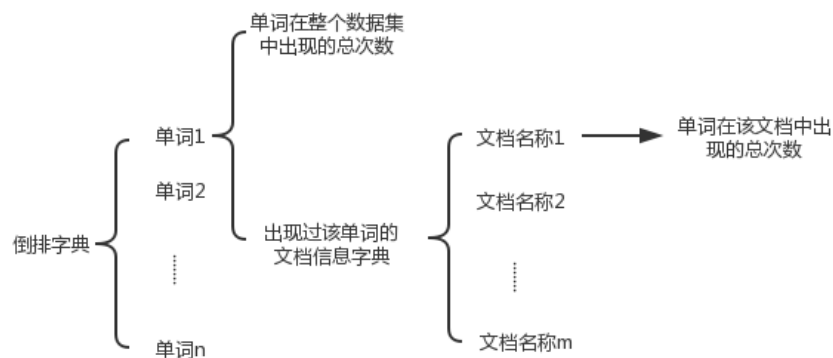 单词在整个数据集
中出现的总次数
单词1
文档名称1
单词在该文档中出
现的总次数
单词2
文档名称2
倒排字典
出现过该单词的
文档信息字典
单词n
文档名称m